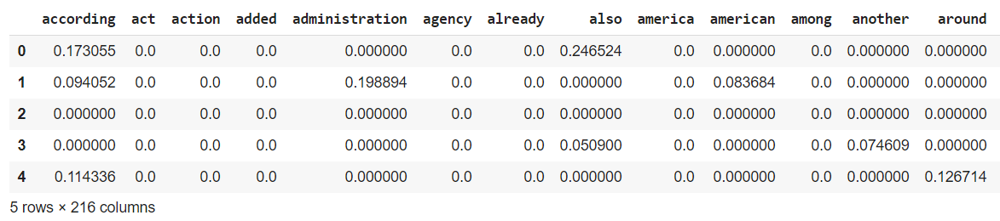 according act action added administration agency already also america american among another around
0 0.173055 0.0 0.0 0.0 0.000000 0.0 0.0 0.246524 0.0 0.000000 0.0 0.000000 0.000000
1 0.094052 0.0 0.0 0.0 0.198894 0.0 0.0 0.000000 0.0 0.083684 0.0 0.000000 0.000000
2 0.000000 0.0 0.0 0.0 0.000000 0.0 0.0 0.000000 0.0 0.000000 0.0 0.000000 0.000000
3 0.000000 0.0 0.0 0.0 0.000000 0.0 0.0 0.050900 0.0 0.000000 0.0 0.074609 0.000000
4 0.114336 0.0 0.0 0.0 0.000000 0.0 0.0 0.000000 0.0 0.000000 0.0 0.000000 0.126714
5 rows × 216 columns